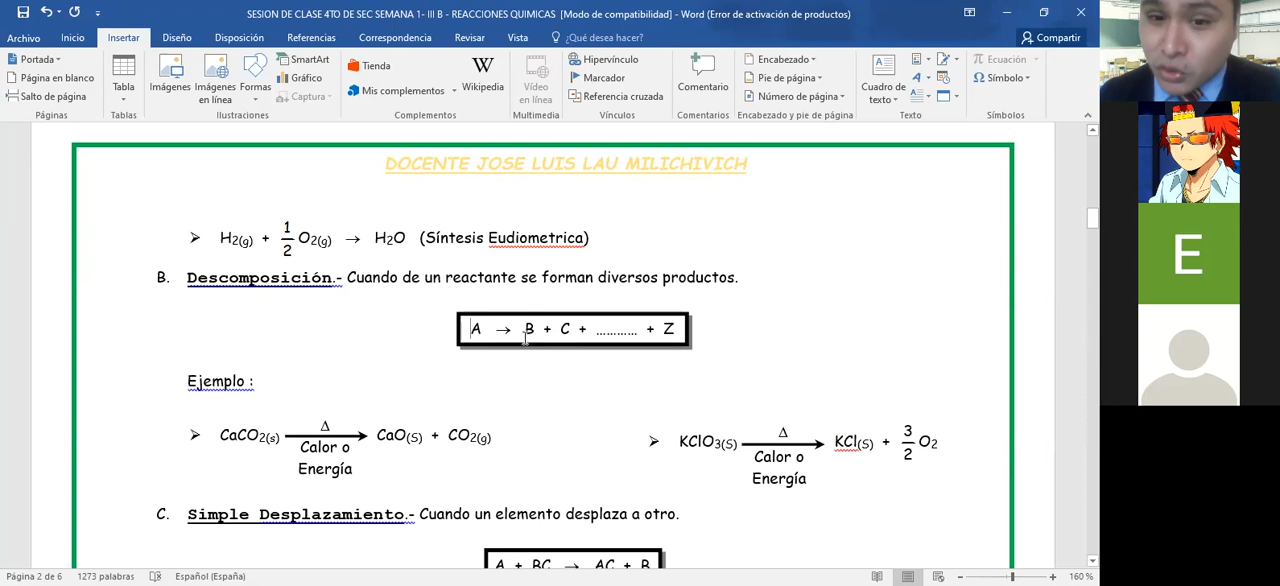 SESION DE CLASE 4TO DE SEC SEMANA 1- III B - REACCIONES QUIMICAS [Modo de compatibilidad] - Word (Error de activación de productos)
Archivo Inicio Insertar Diseño Disposición Referencias Correspondencia Revisar Vista ¿Qué desea hacer? Compartir
Portada
Página en blanco
Salto de página
Páginas
Tabla
Tablas
Imágenes
Imágenes en línea
Formas
SmartArt
Gráfico
Captura
Ilustraciones
Tienda
Mis complementos
Wikipedia
Complementos
Vídeo en línea
Multimedia
Hipervínculo
Marcador
Referencia cruzada
Vínculos
Comentario
Comentarios
Encabezado
Pie de página
Número de página
Encabezado y pie de página
Cuadro de texto
Texto
Ecuación
Símbolo
Símbolos
DOCENTE JOSE LUIS LAU MILICHIVICH
➢ H2(g) + 1/2 O2(g) → H2O (Síntesis Eudiometrica)
B. Descomposición.- Cuando de un reactante se forman diversos productos.
A → B + C + ………… + Z
Ejemplo :
➢ CaCO2(s) Δ Calor o Energía → CaO(S) + CO2(g)
➢ KClO3(S) Δ Calor o Energía → KCl(S) + 3/2 O2
C. Simple Desplazamiento.- Cuando un elemento desplaza a otro.
A + BC → AC + B
E
Página 2 de 6 1273 palabras Español (España) 160 %